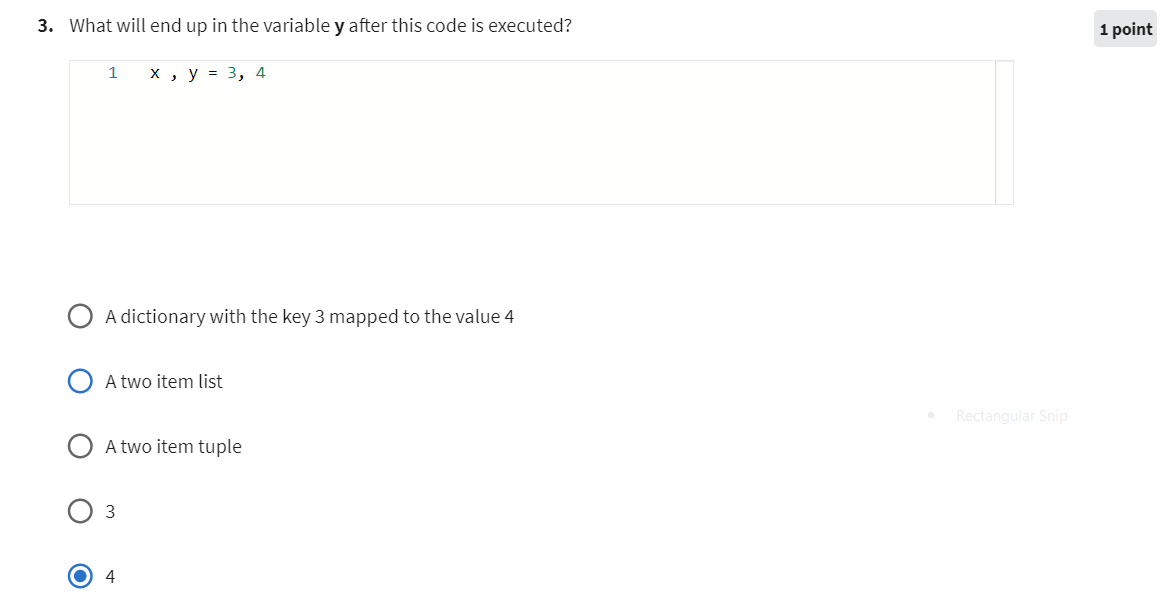 3. What will end up in the variable y after this code is executed?
1 point
1 x , y = 3, 4
A dictionary with the key 3 mapped to the value 4
A two item list
Rectangular Snip
A two item tuple
3
4